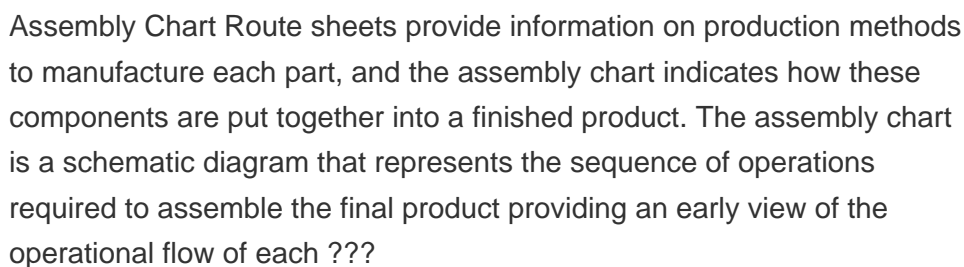 Assembly Chart Route sheets provide information on production methods
to manufacture each part, and the assembly chart indicates how these
components are put together into a finished product. The assembly chart
is a schematic diagram that represents the sequence of operations
required to assemble the final product providing an early view of the
operational flow of each ???